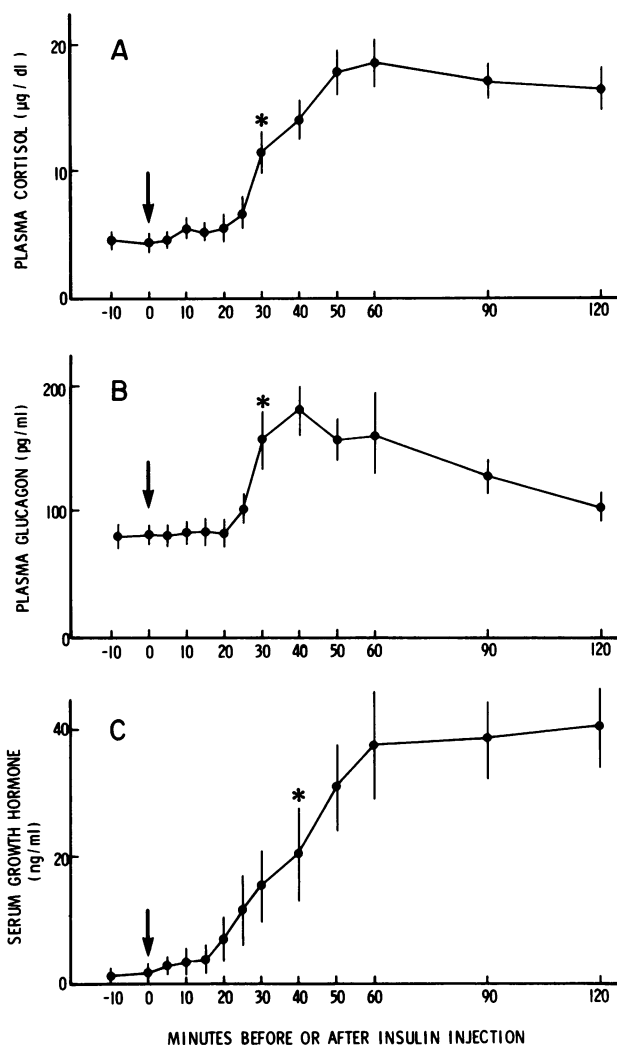 A
PLASMA CORTISOL (µg / dl)
20
10
0
*
-10 0 10 20 30 40 50 60 90 120
B
PLASMA GLUCAGON (pg/ml)
200
100
0
*
-10 0 10 20 30 40 50 60 90 120
C
SERUM GROWTH HORMONE
(ng/ml)
40
20
0
*
-10 0 10 20 30 40 50 60 90 120
MINUTES BEFORE OR AFTER INSULIN INJECTION